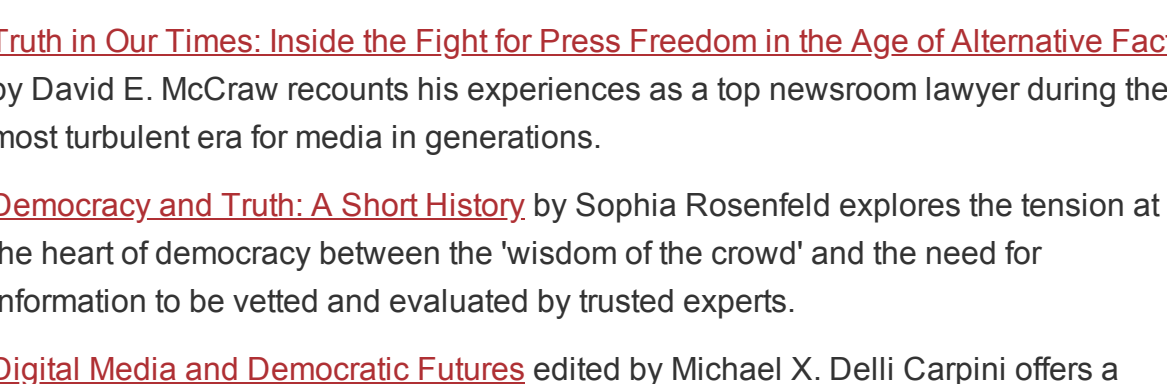 Truth in Our Times: Inside the Fight for Press Freedom in the Age of Alternative Fact
by David E. McCraw recounts his experiences as a top newsroom lawyer during the
most turbulent era for media in generations.
Democracy and Truth: A Short History by Sophia Rosenfeld explores the tension at
the heart of democracy between the 'wisdom of the crowd' and the need for
information to be vetted and evaluated by trusted experts.
Digital Media and Democratic Futures edited by Michael X. Delli Carpini offers a